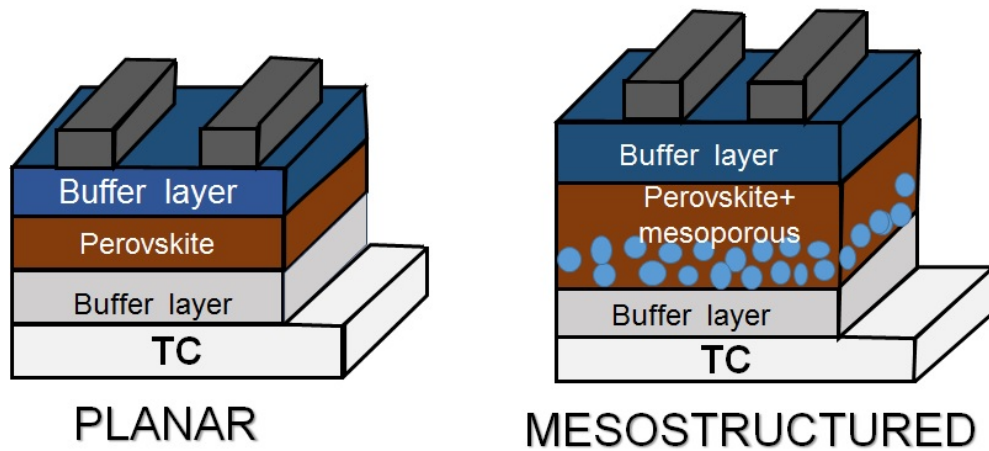 Buffer layer
Perovskite
Buffer layer
TC
PLANAR
Buffer layer
Perovskite+
mesoporous
Buffer layer
TC
MESOSTRUCTURED